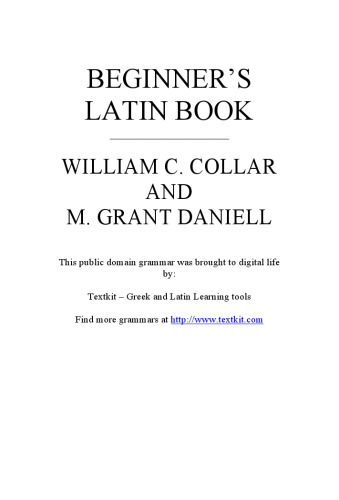 BEGINNER’S
LATIN BOOK
WILLIAM C. COLLAR
AND
M. GRANT DANIELL
This public domain grammar was brought to digital life
by:
Textkit – Greek and Latin Learning tools
Find more grammars at http://www.textkit.com